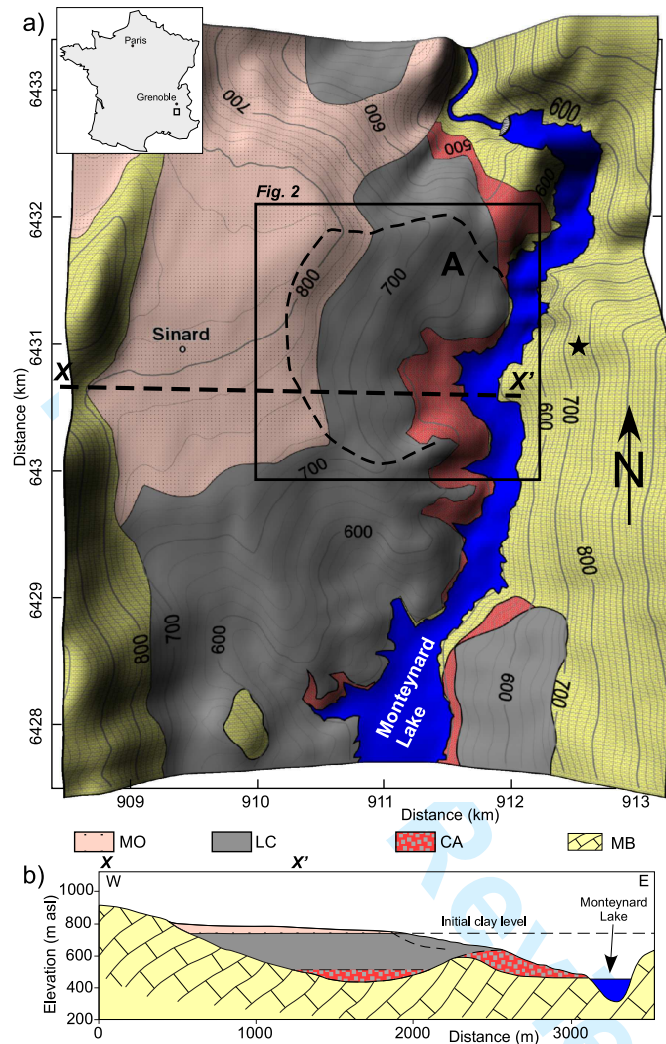 a)
Paris
Grenoble
6433
6432
6431
6430
6429
6428
Distance (km)
700
600
500
600
600
Fig. 2
800
700
A
Sinard
X
X'
600
700
700
N
600
800
800
700
600
600
700
Monteynard
Lake
909
910
911
912
913
Distance (km)
MO
LC
CA
MB
Rev
b)
X
X'
W
E
1000
800
600
400
200
Elevation (m asl)
Initial clay level
Monteynard
Lake
0
1000
2000
3000
Distance (m)